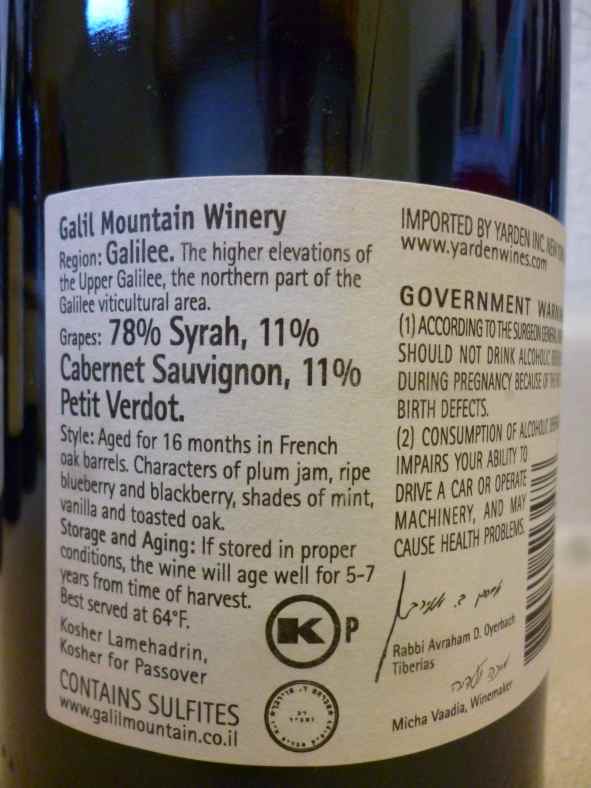 Galil Mountain Winery
Region: Galilee. The higher elevations of
the Upper Galilee, the northern part of the
Galilee viticultural area.
Grapes: 78% Syrah, 11%
Cabernet Sauvignon, 11%
Petit Verdot.
Style: Aged for 16 months in French
oak barrels. Characters of plum jam, ripe
blueberry and blackberry, shades of mint,
vanilla and toasted oak.
Storage and Aging: If stored in proper
conditions, the wine will age well for 5-7
years from time of harvest.
Best served at 64°F.
Kosher Lamehadrin,
Kosher for Passover
CONTAINS SULFITES
www.galilmountain.co.il
K P
IMPORTED BY YARDEN INC NEW
www.yardenwines.com
GOVERNMENT
(1) ACCORDING TO THE SURGEON GENERAL
SHOULD NOT DRINK ALCOHOLIC
DURING PREGNANCY BECAUSE OF THE
BIRTH DEFECTS.
(2) CONSUMPTION OF ALCOHOLIC
IMPAIRS YOUR ABILITY TO
DRIVE A CAR OR OPERATE
MACHINERY, AND MAY
CAUSE HEALTH PROBLEMS.
Rabbi Avraham D. Oyerbach
Tiberias
Micha Vaadia, Winemaker